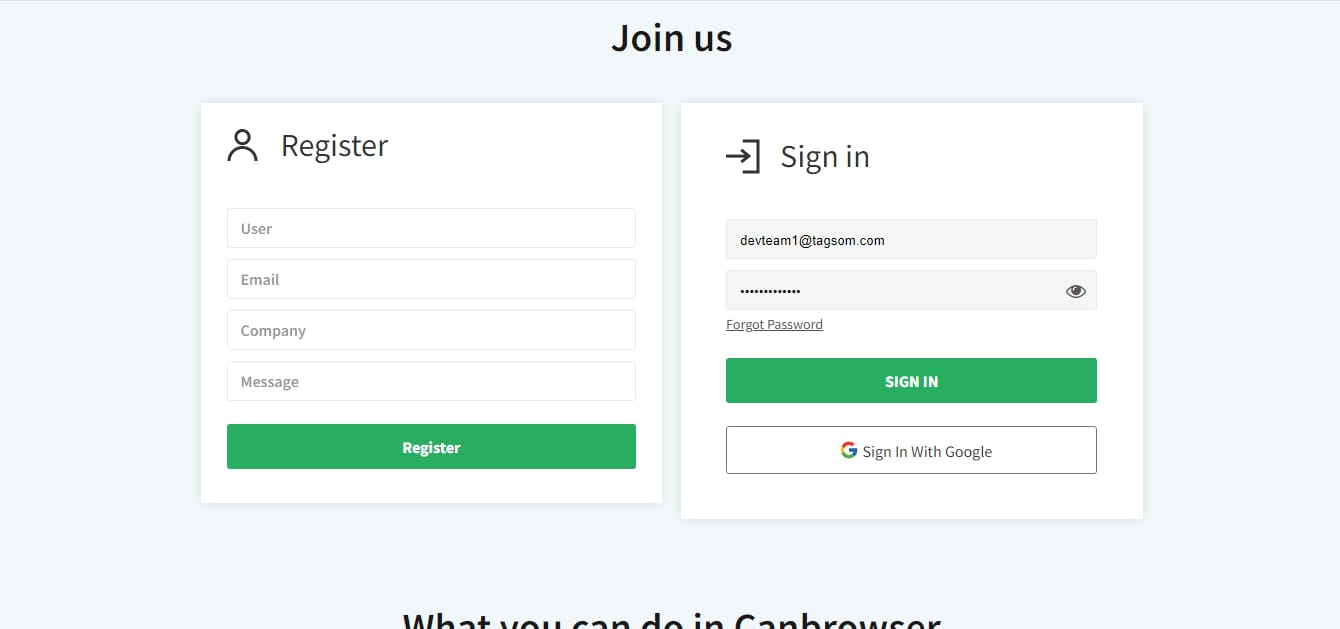 Join us
Register
User
Email
Company
Message
Register
Sign in
devteam1@tagsom.com
•••••••••••••
Forgot Password
SIGN IN
Sign In With Google
What you can do in Canbrowser